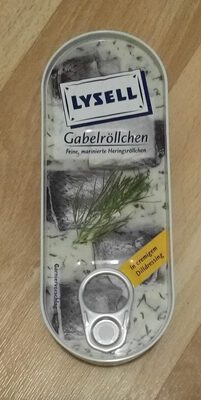 LYSELL
Gabelröllchen
Feine, marinierte Heringsröllchen
in cremigem
Dilldressing